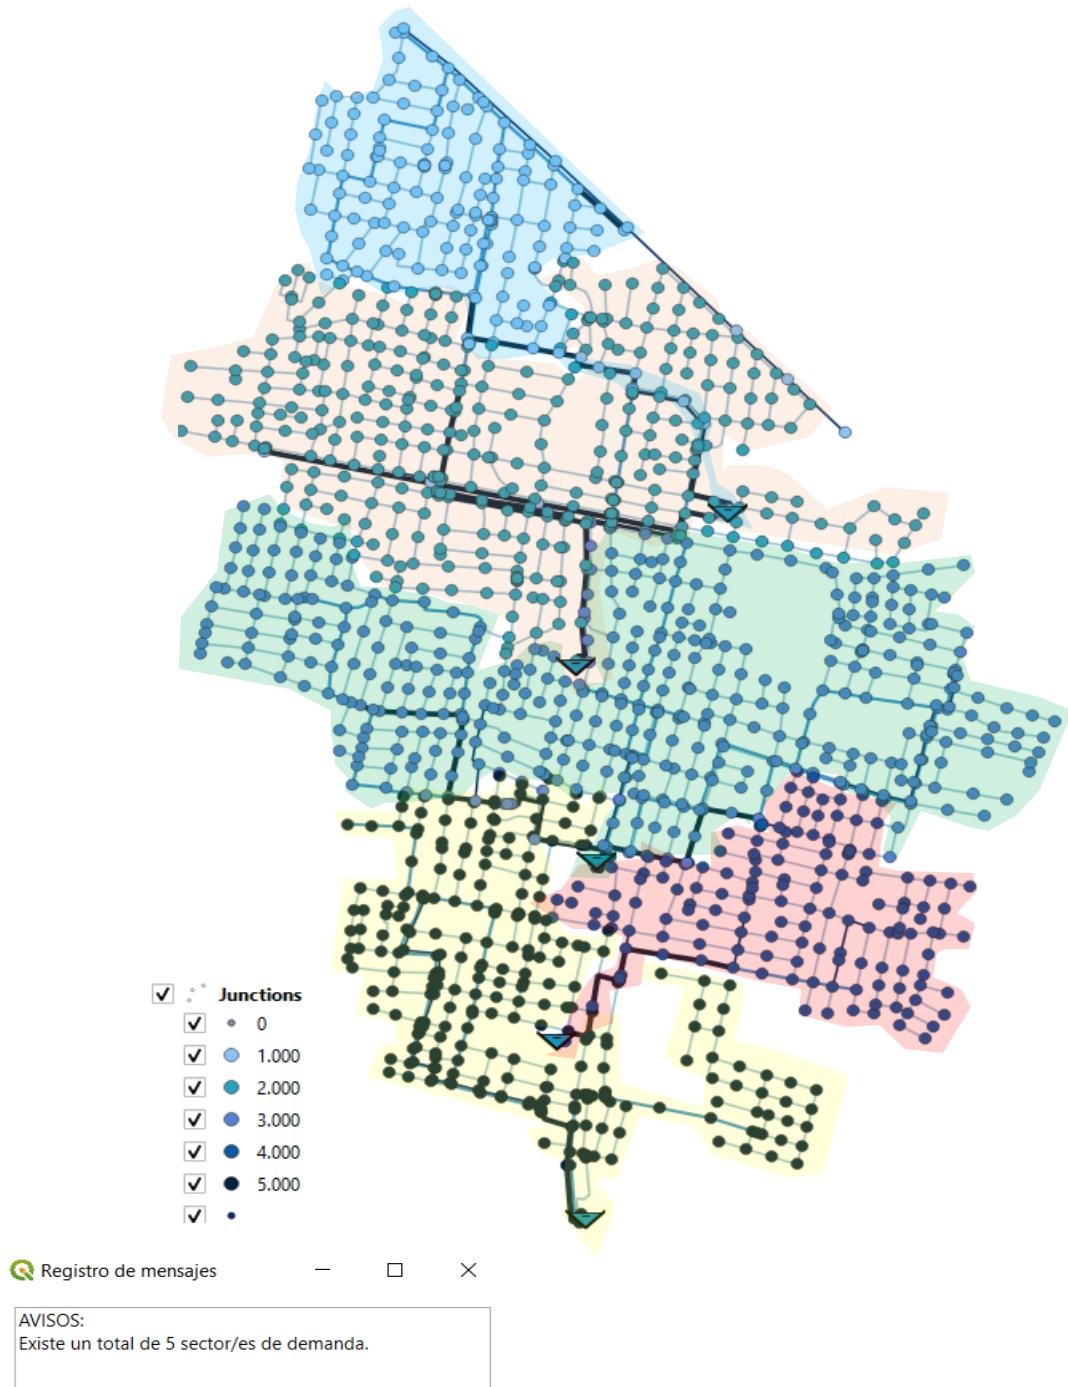 Junctions
0
1.000
2.000
3.000
4.000
5.000
Registro de mensajes
AVISOS:
Existe un total de 5 sector/es de demanda.